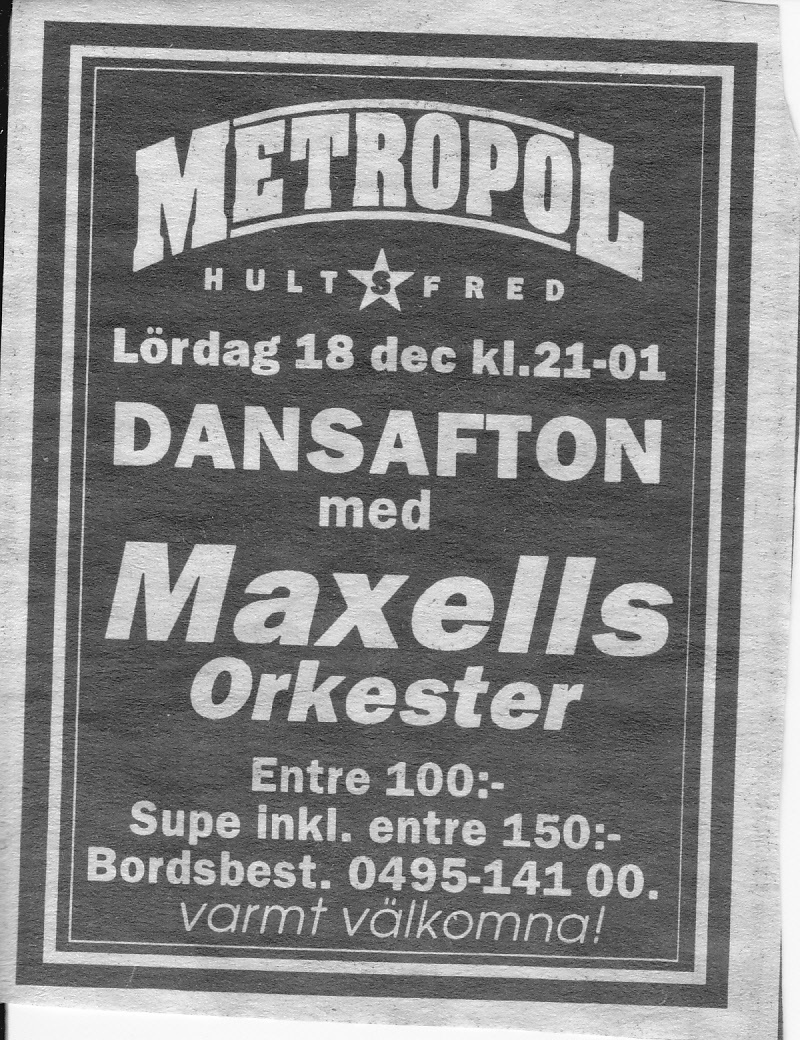 METROPOL
HULTSFRED
Lördag 18 dec kl.21-01
DANSAFTON
med
Maxells
Orkester
Entre 100:-
Supe inkl. entre 150:-
Bordsbest. 0495-141 00.
varmt välkomna!